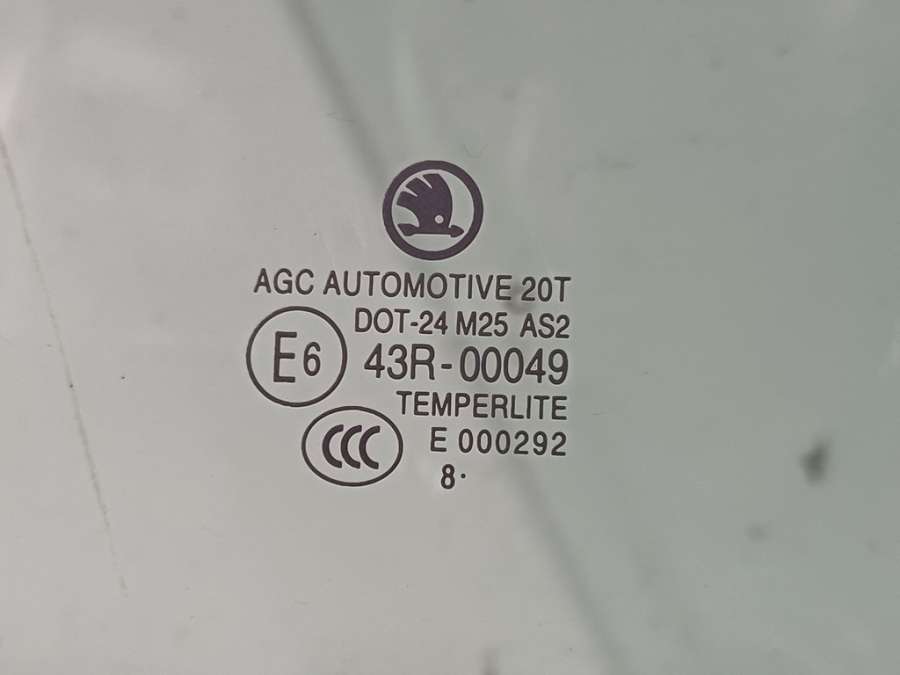 AGC AUTOMOTIVE 20T
DOT-24 M25 AS2
E6 43R-00049
TEMPERLITE
CCC E 000292
8·